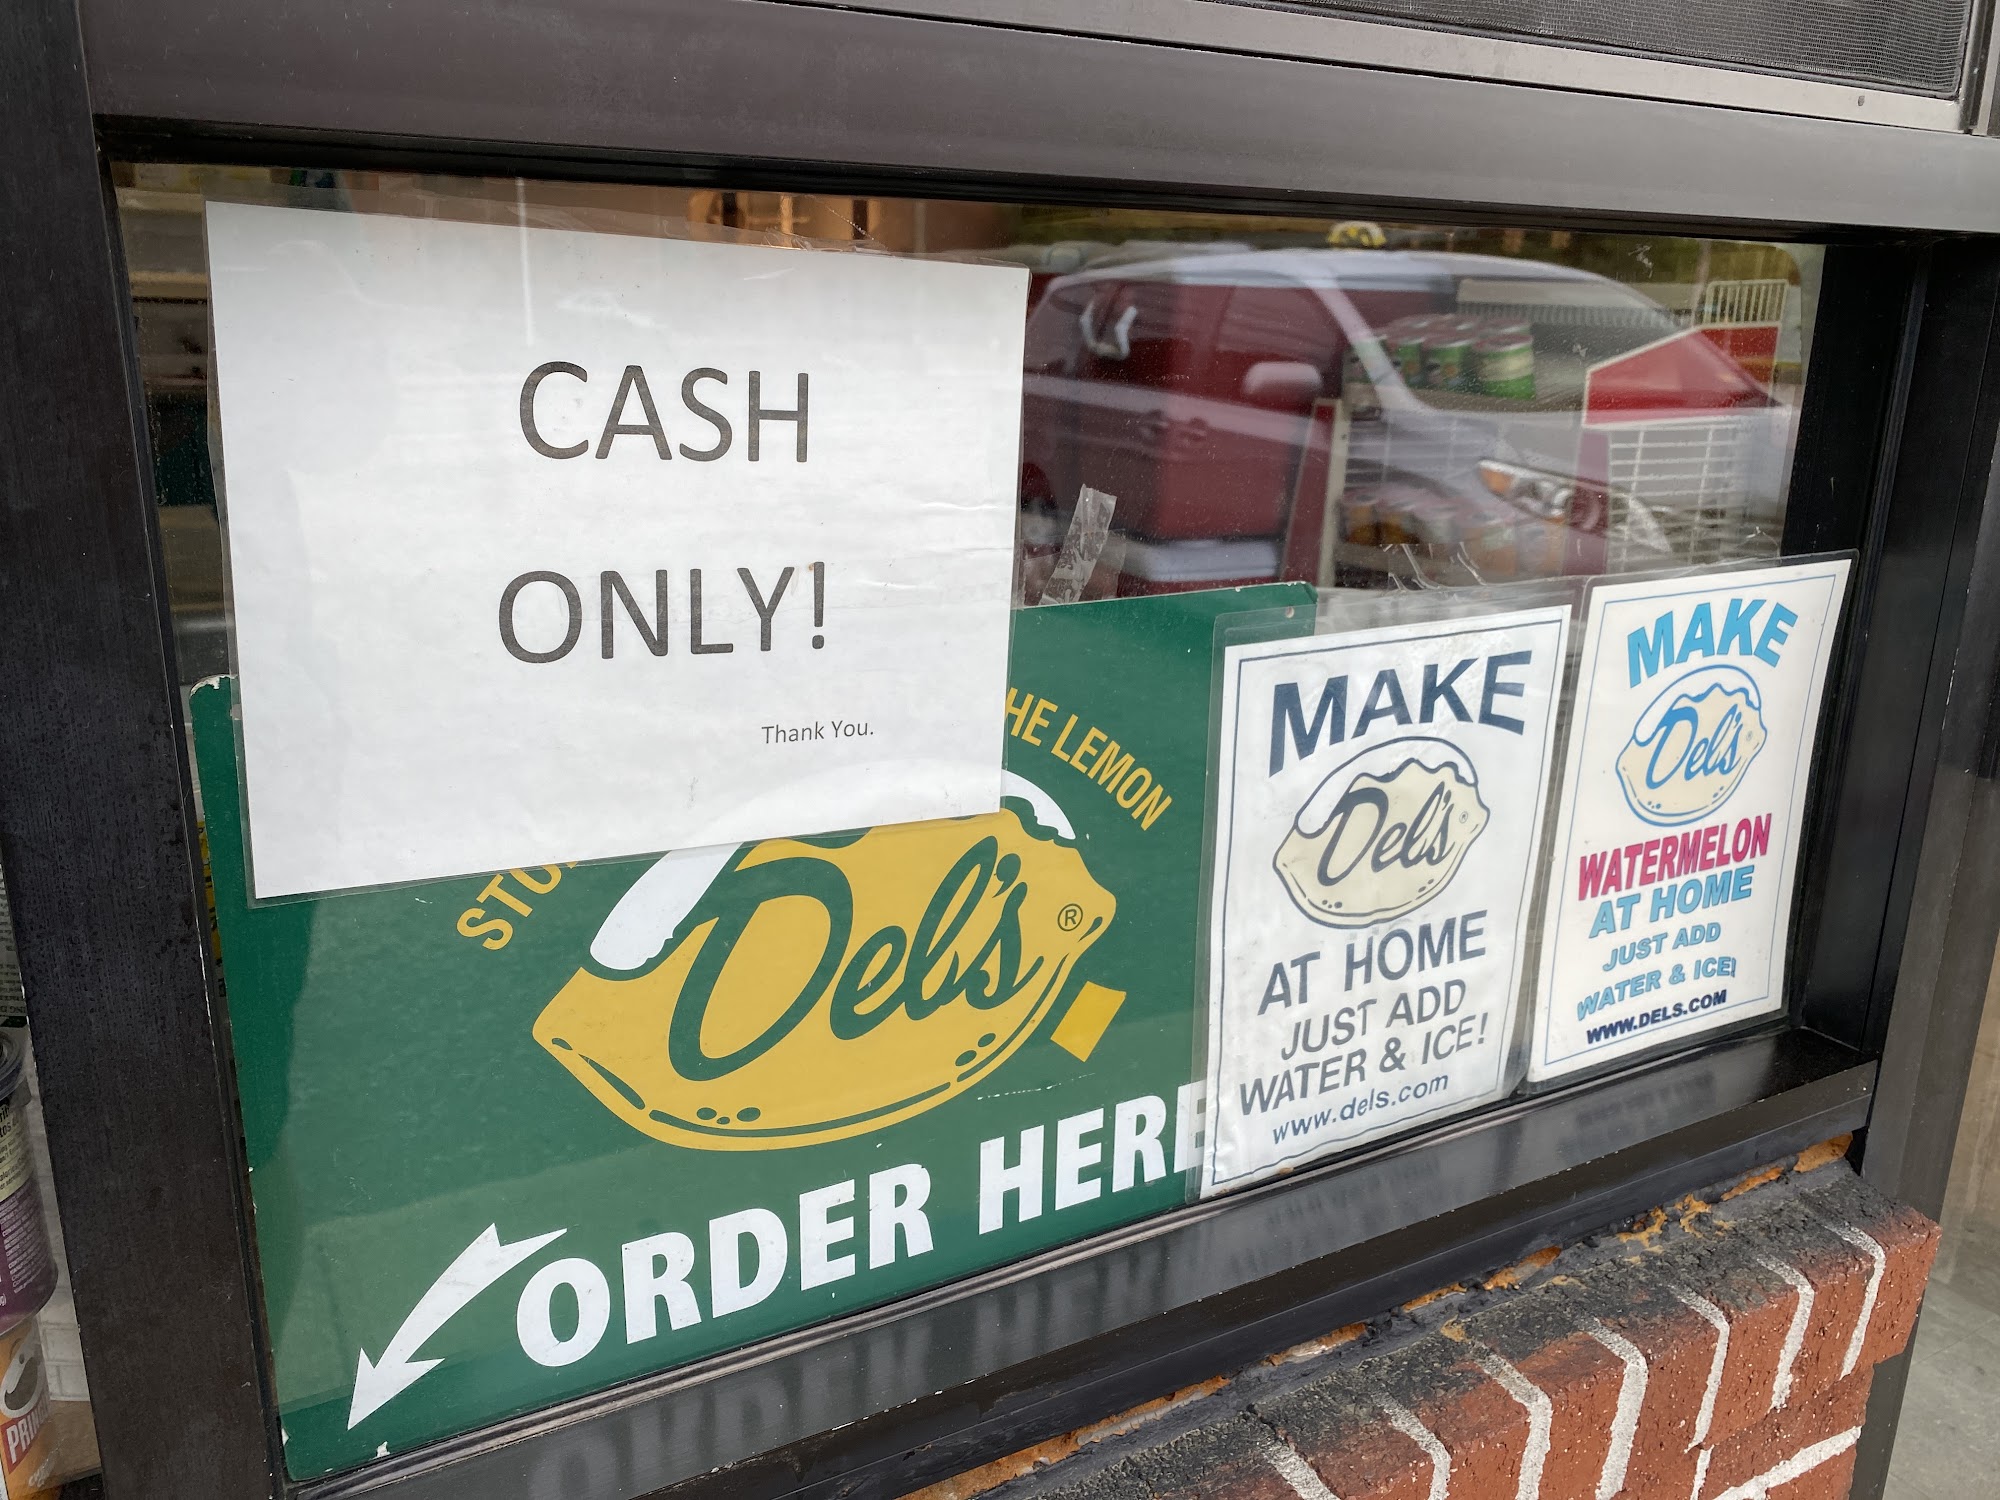 CASH
ONLY!
Thank You.
HE LEMON
Del's®
ORDER HERE
MAKE
Del's®
AT HOME
JUST ADD
WATER & ICE!
www.dels.com
MAKE
Del's®
WATERMELON
AT HOME
JUST ADD
WATER & ICE!
WWW.DELS.COM